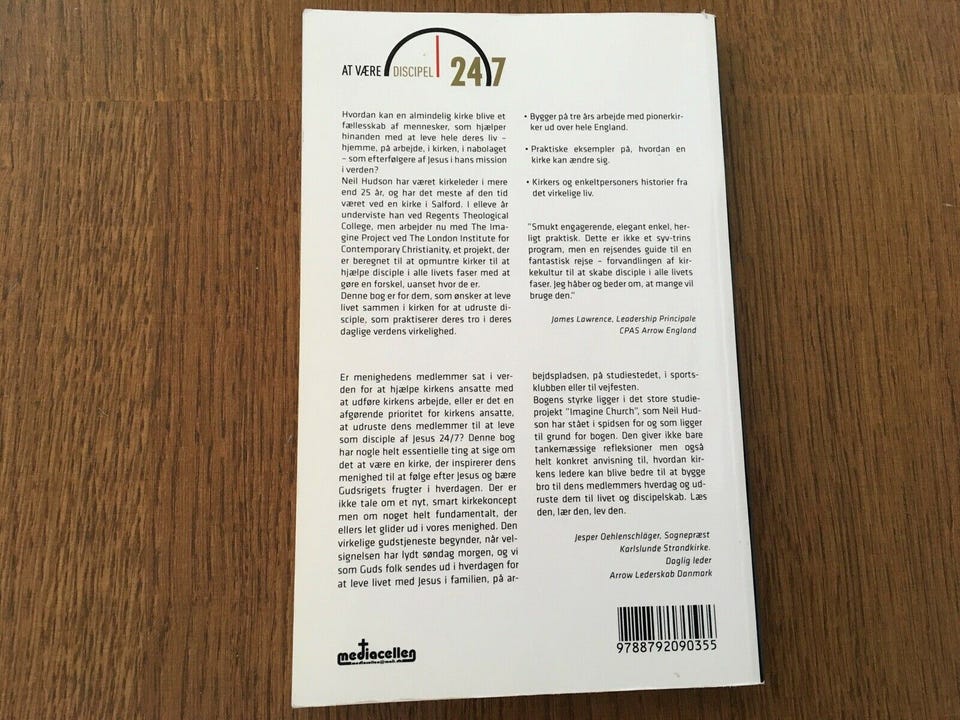 AT VÆRE DISCIPEL 24/7
Hvordan kan en almindelig kirke blive et
fællesskab af mennesker, som hjælper
hinanden med at leve hele deres liv –
hjemme, på arbejde, i kirken, i nabolaget
– som efterfølgere af Jesus i hans mission
i verden?
Neil Hudson har været kirkeleder i mere
end 25 år, og har det meste af den tid
været ved en kirke i Salford. I elleve år
underviste han ved Regents Theological
College, men arbejder nu med The Ima-
gine Project ved The London Institute for
Contemporary Christianity, et projekt, der
er beregnet til at opmuntre kirker til at
hjælpe disciple i alle livets faser med at
gøre en forskel, uanset hvor de er.
Denne bog er for dem, som ønsker at leve
livet sammen i kirken for at udruste di-
sciple, som praktiserer deres tro i deres
daglige verdens virkelighed.
• Bygger på tre års arbejde med pionerkir-
ker ud over hele England.
• Praktiske eksempler på, hvordan en
kirke kan ændre sig.
• Kirkers og enkeltpersoners historier fra
det virkelige liv.
"Smukt engagerende, elegant enkel, her-
ligt praktisk. Dette er ikke et syv-trins
program, men en rejsendes guide til en
fantastisk rejse – forvandlingen af kir-
kekultur til at skabe disciple i alle livets
faser. Jeg håber og beder om, at mange vil
bruge den."
James Lawrence, Leadership Principale
CPAS Arrow England
Er menighedens medlemmer sat i ver-
den for at hjælpe kirkens ansatte med
at udføre kirkens arbejde, eller er det en
afgørende prioritet for kirkens ansatte,
at udruste dens medlemmer til at leve
som disciple af Jesus 24/7? Denne bog
har nogle helt essentielle ting at sige om
det at være en kirke, der inspirerer dens
menighed til at følge efter Jesus og bære
Gudsrigets frugter i hverdagen. Der er
ikke tale om et nyt, smart kirkekoncept
men om noget helt fundamentalt, der
ellers let glider ud i vores menighed. Den
virkelige gudstjeneste begynder, når vel-
signelsen har lydt søndag morgen, og vi
som Guds folk sendes ud i hverdagen for
at leve livet med Jesus i familien, på ar-
bejdspladsen, på studiestedet, i sports-
klubben eller til vejfesten.
Bogens styrke ligger i det store studie-
projekt "Imagine Church", som Neil Hud-
son har stået i spidsen for og som ligger
til grund for bogen. Den giver ikke bare
tankemæssige refleksioner men også
helt konkret anvisning til, hvordan kir-
kens ledere kan blive bedre til at bygge
bro til dens medlemmers hverdag og ud-
ruste dem til livet og discipelskab. Læs
den, lær den, lev den.
Jesper Oehlenschläger, Sognepræst
Karlslunde Strandkirke.
Daglig leder
Arrow Lederskab Danmark
mediacellen
mediacellen@mail.dk
9788792090355